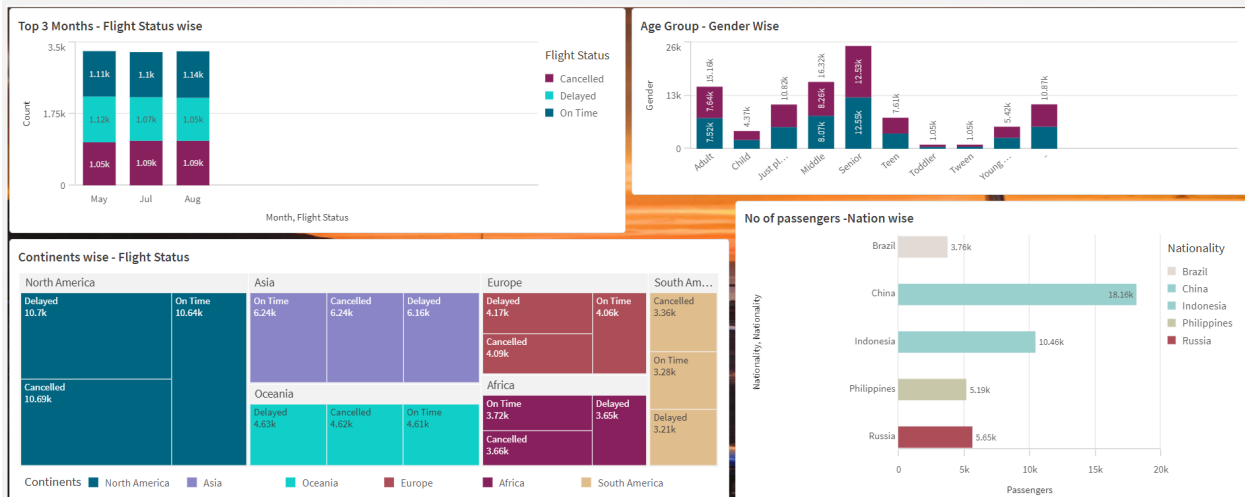 Top 3 Months - Flight Status wise
3.5k
1.75k
0
Count
1.11k
1.1k
1.14k
1.12k
1.07k
1.05k
1.05k
1.09k
1.09k
May
Jul
Aug
Month, Flight Status
Flight Status
Cancelled
Delayed
On Time
Age Group - Gender Wise
26k
13k
0
Gender
15.16k
7.64k
7.52k
4.37k
10.82k
16.32k
8.26k
8.07k
12.53k
12.55k
7.61k
1.05k
1.05k
5.42k
10.87k
Adult
Child
Just pl...
Middle
Senior
Teen
Toddler
Tween
Young ...
-
Continents wise - Flight Status
North America
Delayed
10.7k
On Time
10.64k
Cancelled
10.69k
Asia
On Time
6.24k
Cancelled
6.24k
Delayed
6.16k
Oceania
Delayed
4.63k
Cancelled
4.62k
On Time
4.61k
Europe
Delayed
4.17k
On Time
4.06k
Cancelled
4.09k
Africa
On Time
3.72k
Delayed
3.65k
Cancelled
3.66k
South Am...
Cancelled
3.36k
On Time
3.28k
Delayed
3.21k
Continents
North America
Asia
Oceania
Europe
Africa
South America
No of passengers -Nation wise
Nationality, Nationality
Brazil
3.76k
China
18.16k
Indonesia
10.46k
Philippines
5.19k
Russia
5.65k
0
5k
10k
15k
20k
Passengers
Nationality
Brazil
China
Indonesia
Philippines
Russia